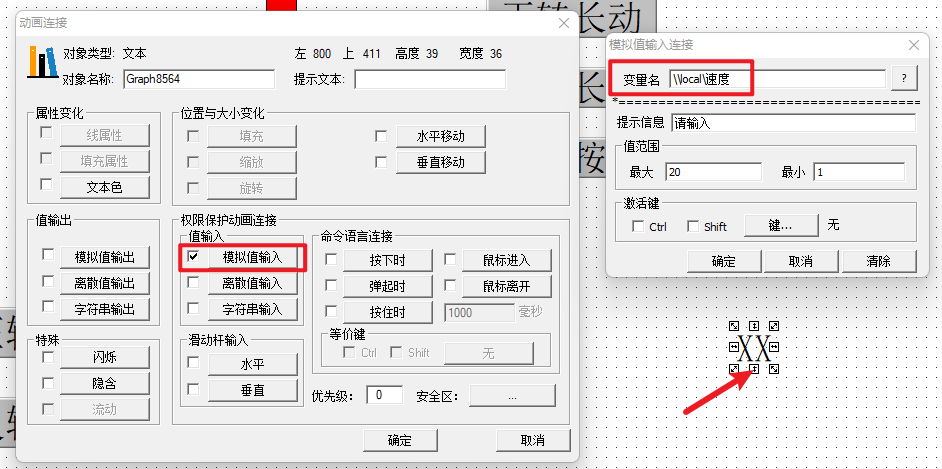 正转长动
动画连接
对象类型: 文本 左 800 上 411 高度 39 宽度 36
对象名称: Graph8564 提示文本:
属性变化
线属性
填充属性
文本色
位置与大小变化
填充 水平移动
缩放 垂直移动
旋转
值输出
模拟值输出
离散值输出
字符串输出
权限保护动画连接
值输入
模拟值输入
离散值输入
字符串输入
命令语言连接
按下时 鼠标进入
弹起时 鼠标离开
按住时 1000 毫秒
等价键
Ctrl Shift 无
特殊
闪烁
隐含
流动
滑动杆输入
水平
垂直
优先级: 0 安全区: ...
确定 取消
模拟值输入连接
变量名 \\local\速度 ?
*=====================================
提示信息 请输入
值范围
最大 20 最小 1
激活键
Ctrl Shift 键... 无
确定 取消 清除
长
按
XX